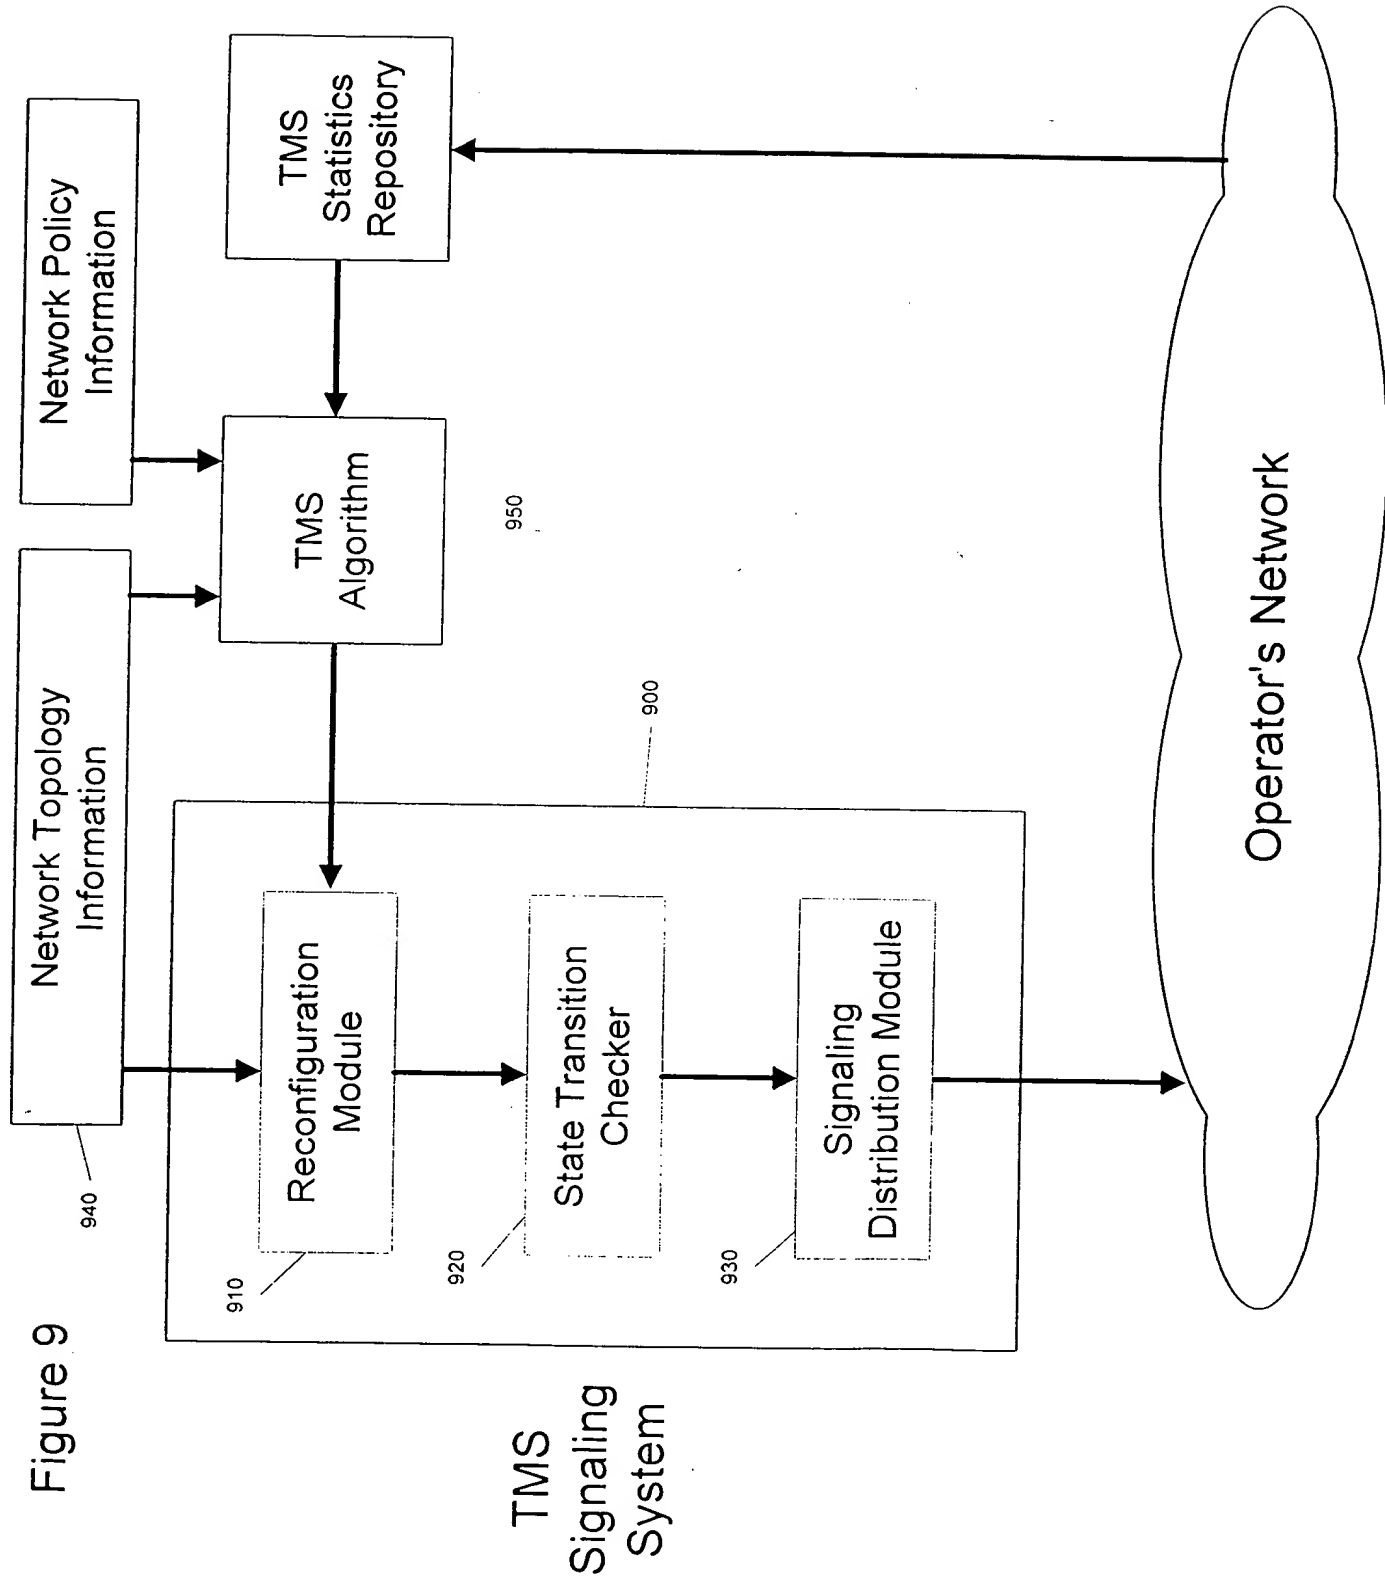 Figure 9
940
Network Topology
Information
Network Policy
Information
TMS
Signaling
System
910
Reconfiguration
Module
920
State Transition
Checker
930
Signaling
Distribution Module
900
TMS
Algorithm
950
TMS
Statistics
Repository
Operator's Network